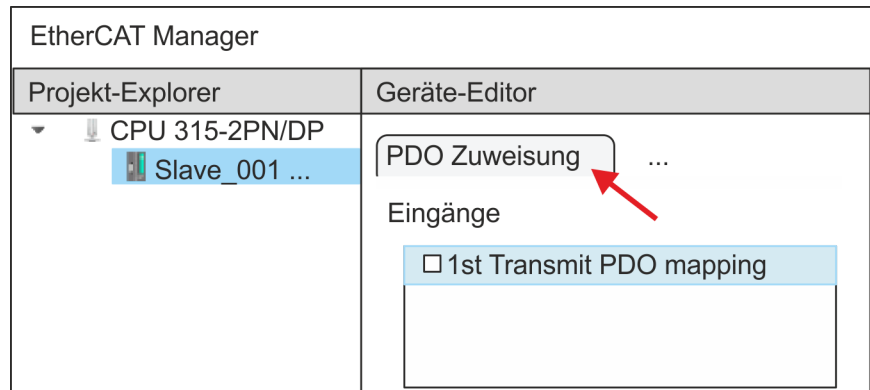 EtherCAT Manager
Projekt-Explorer
Geräte-Editor
CPU 315-2PN/DP
Slave_001 ...
PDO Zuweisung
...
Eingänge
1st Transmit PDO mapping